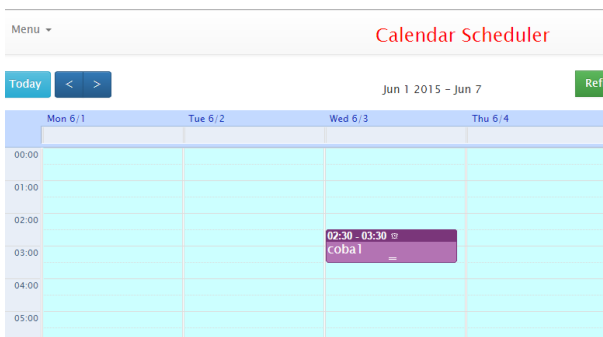 Menu
Calendar Scheduler
Today < >
Jun 1 2015 - Jun 7
Ref
Mon 6/1 Tue 6/2 Wed 6/3 Thu 6/4
00:00
01:00
02:00
02:30 - 03:30
coba1
03:00
04:00
05:00